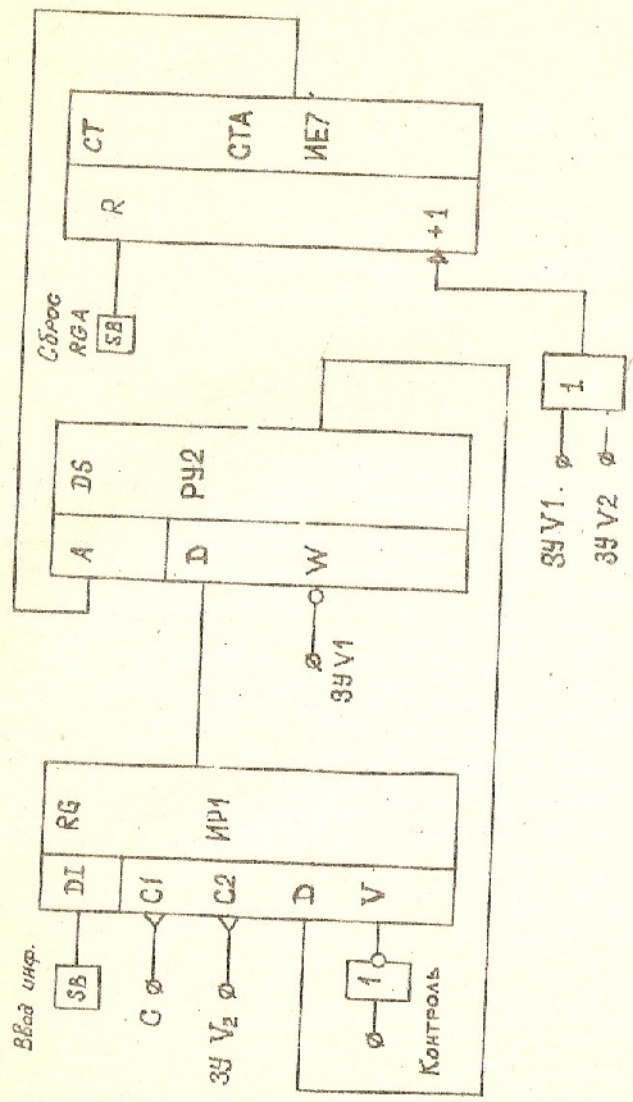 Ввод инф.
SB
DI
RG
C
C1
ИР1
ЗУ V2
C2
D
V
1
Контроль
A
DS
D
РУ2
W
ЗУ V1
Сброс
RGA
SB
R
CT
СТА
ИЕ7
+1
ЗУ V1.
ЗУ V2
1